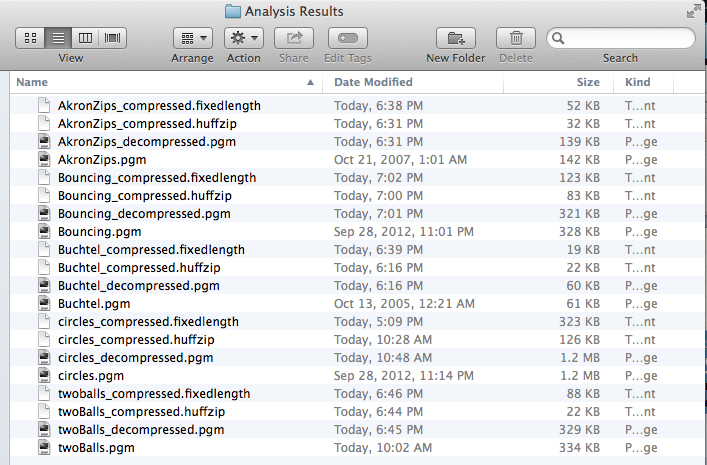 Analysis Results
View Arrange Action Share Edit Tags New Folder Delete Search
Name Date Modified Size Kind
AkronZips_compressed.fixedlength Today, 6:38 PM 52 KB T...nt
AkronZips_compressed.huffzip Today, 6:31 PM 32 KB T...nt
AkronZips_decompressed.pgm Today, 6:31 PM 139 KB P...ge
AkronZips.pgm Oct 21, 2007, 1:01 AM 142 KB P...ge
Bouncing_compressed.fixedlength Today, 7:02 PM 123 KB T...nt
Bouncing_compressed.huffzip Today, 7:00 PM 83 KB T...nt
Bouncing_decompressed.pgm Today, 7:01 PM 321 KB P...ge
Bouncing.pgm Sep 28, 2012, 11:01 PM 328 KB P...ge
Buchtel_compressed.fixedlength Today, 6:39 PM 19 KB T...nt
Buchtel_compressed.huffzip Today, 6:16 PM 22 KB T...nt
Buchtel_decompressed.pgm Today, 6:16 PM 60 KB P...ge
Buchtel.pgm Oct 13, 2005, 12:21 AM 61 KB P...ge
circles_compressed.fixedlength Today, 5:09 PM 323 KB T...nt
circles_compressed.huffzip Today, 10:28 AM 126 KB T...nt
circles_decompressed.pgm Today, 10:48 AM 1.2 MB P...ge
circles.pgm Sep 28, 2012, 11:14 PM 1.2 MB P...ge
twoballs_compressed.fixedlength Today, 6:46 PM 88 KB T...nt
twoBalls_compressed.huffzip Today, 6:44 PM 22 KB T...nt
twoBalls_decompressed.pgm Today, 6:45 PM 329 KB P...ge
twoBalls.pgm Today, 10:02 AM 334 KB P...ge